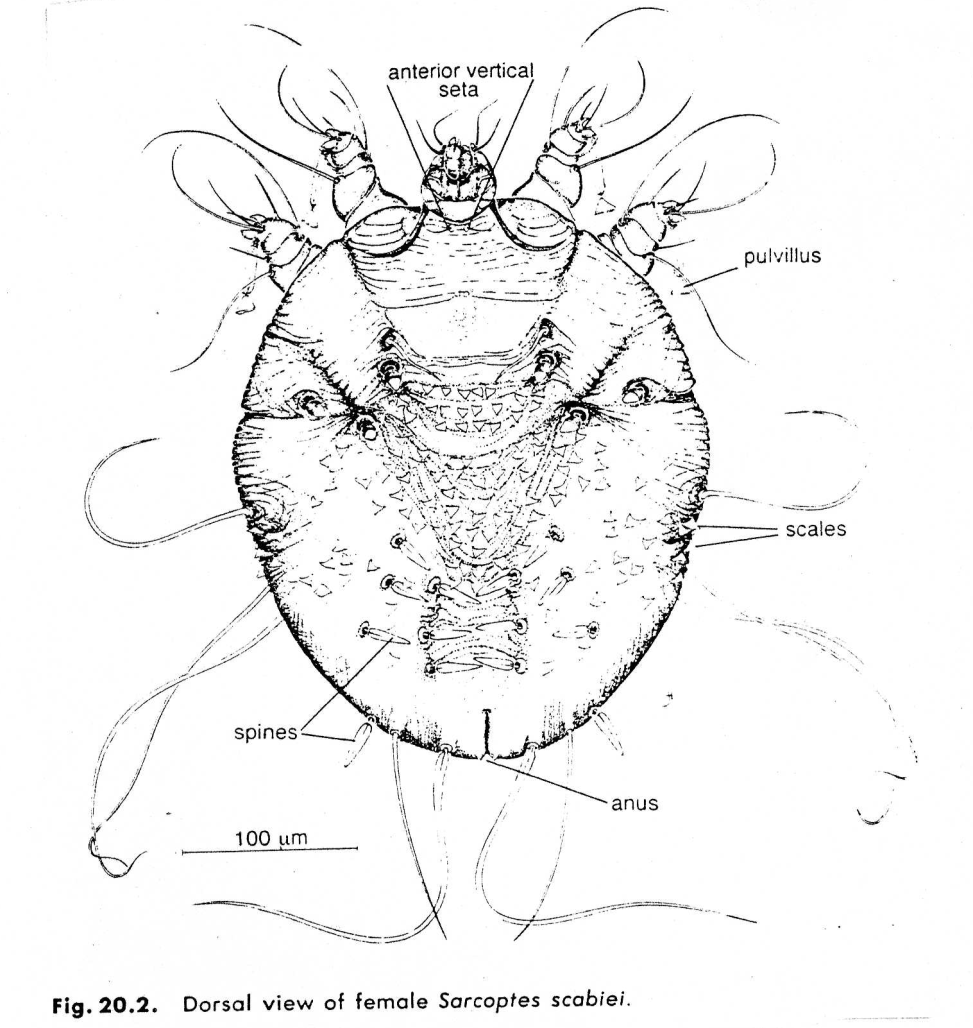 anterior vertical
seta
pulvillus
scales
spines
anus
100 µm
Fig. 20.2. Dorsal view of female Sarcoptes scabiei.